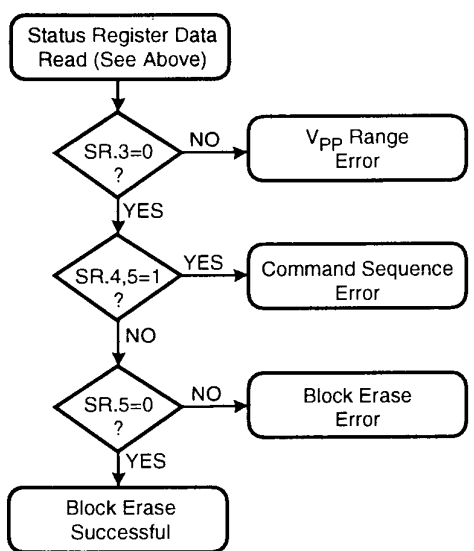 Status Register Data
Read (See Above)
SR.3=0
?
NO
VPP Range
Error
YES
SR.4,5=1
?
YES
Command Sequence
Error
NO
SR.5=0
?
NO
Block Erase
Error
YES
Block Erase
Successful